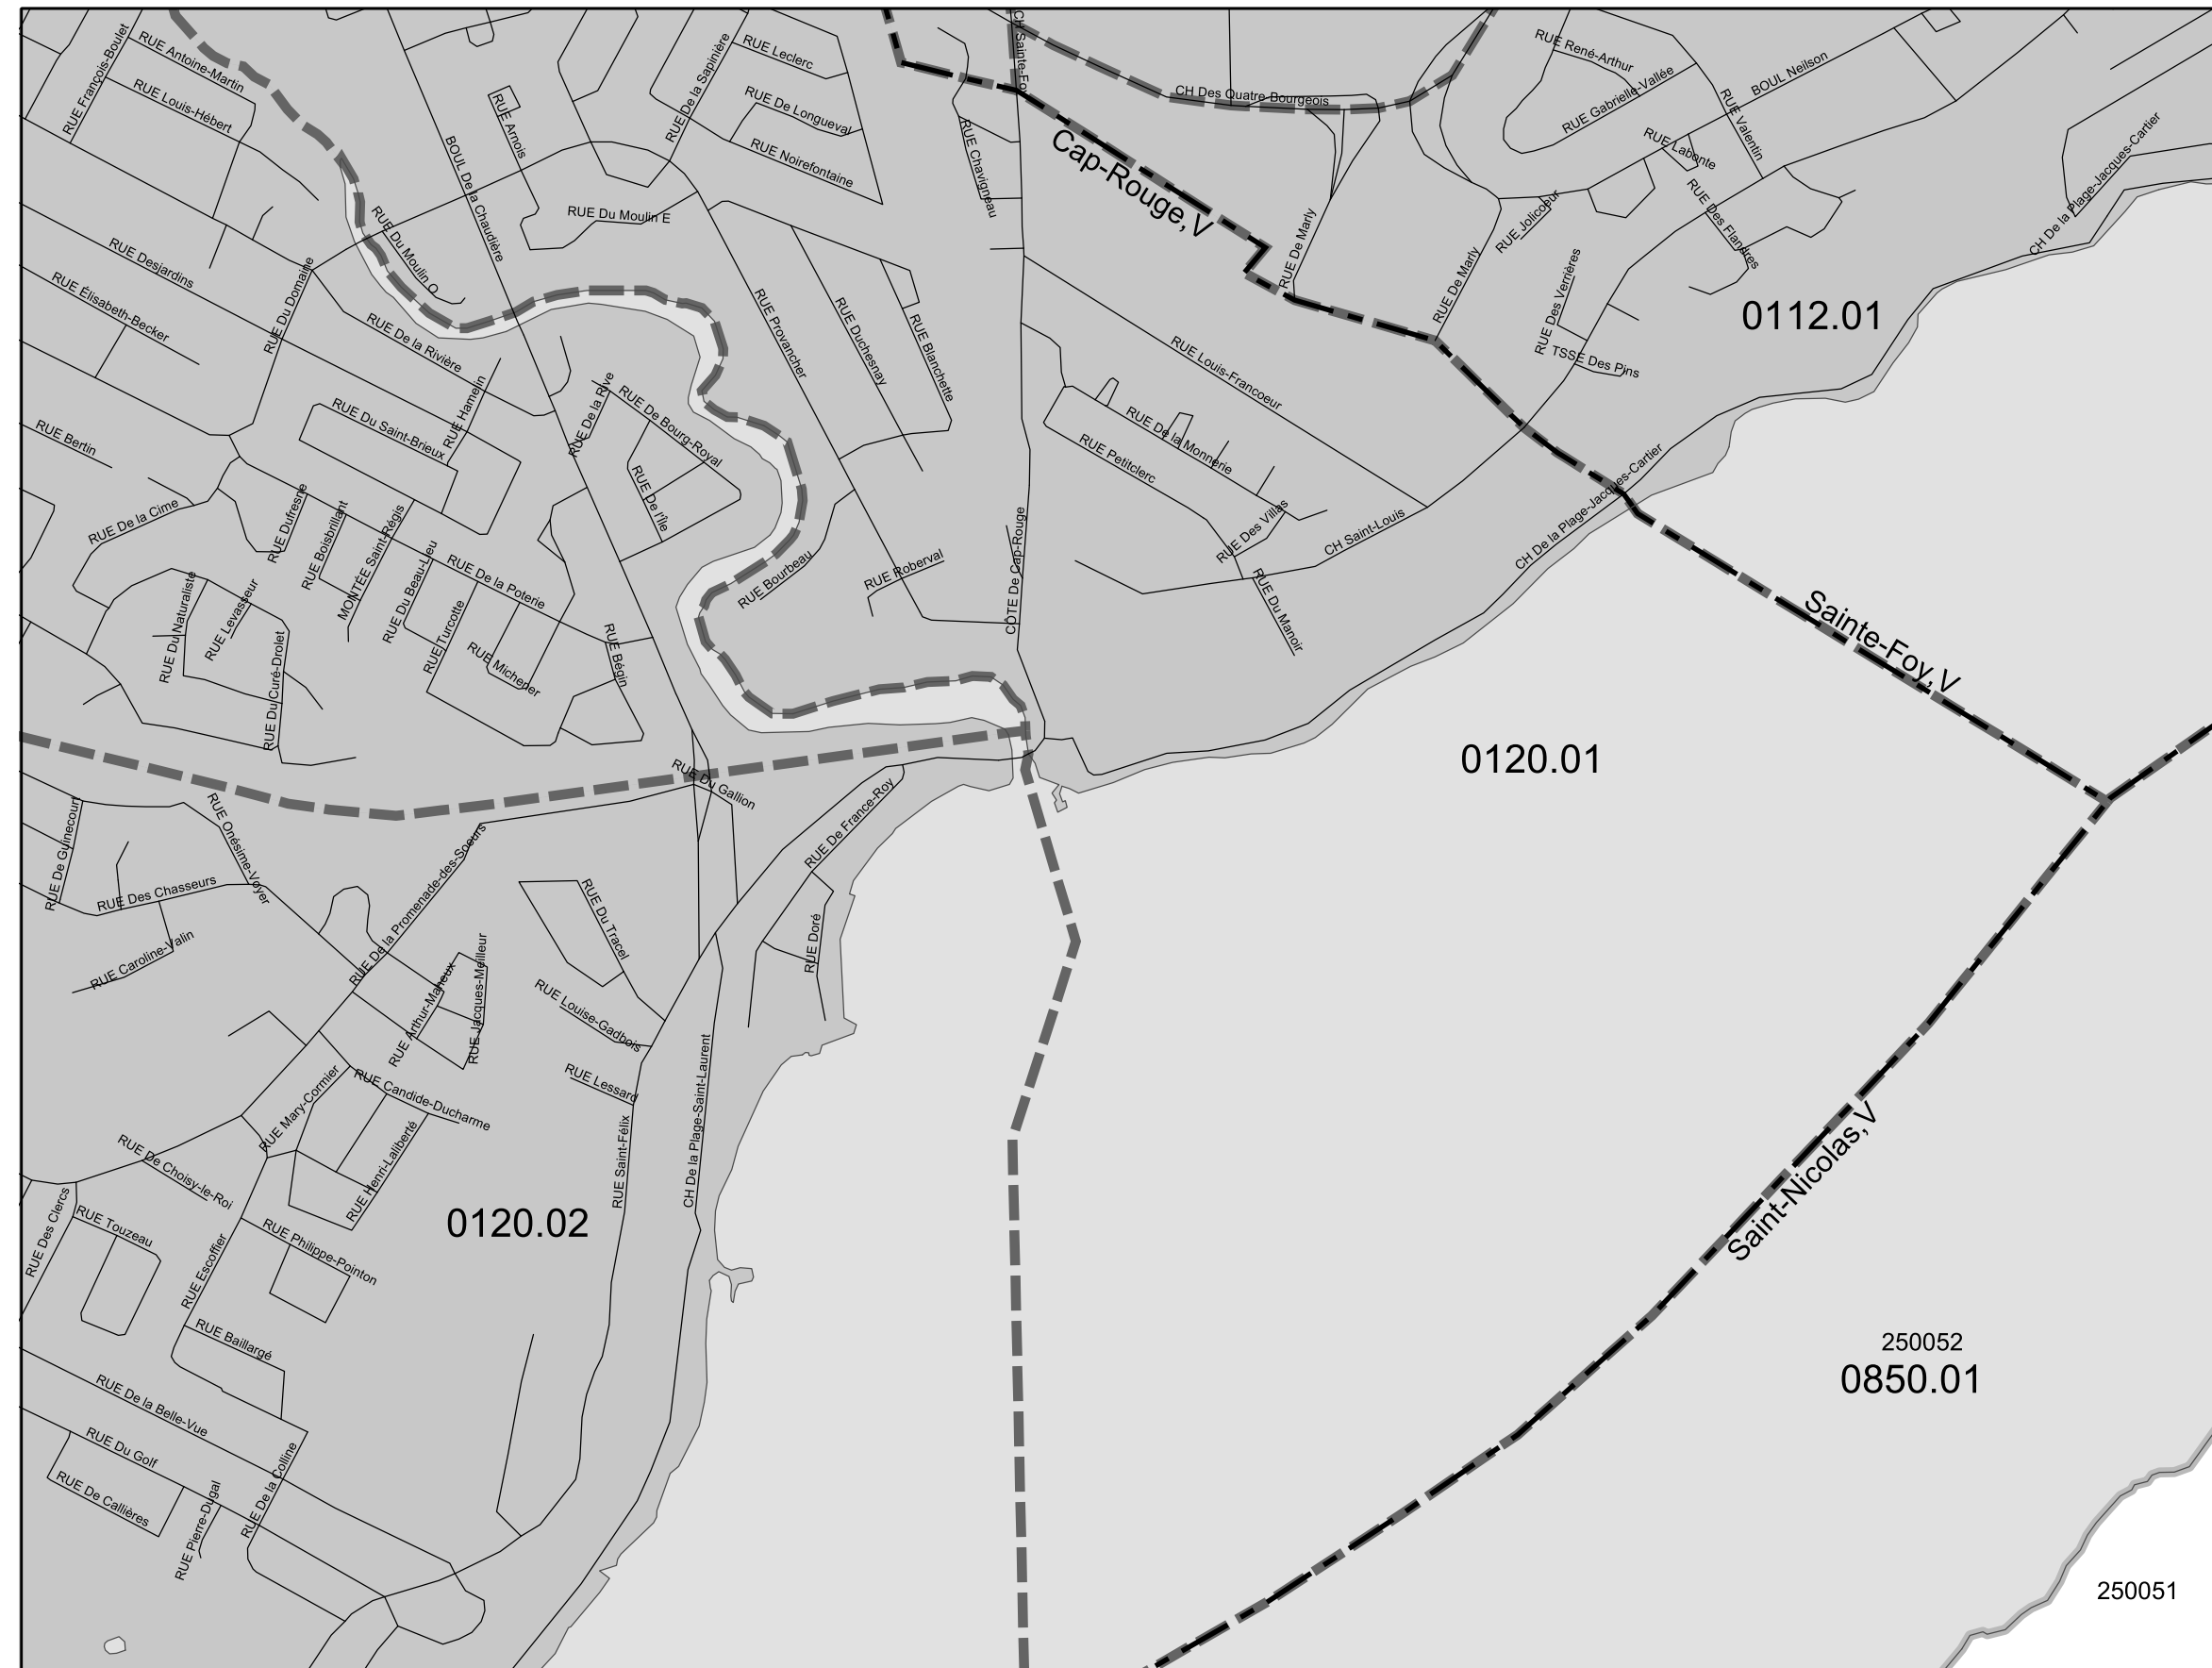 RUE François-Boulet
RUE Antoine-Martin
RUE Louis-Hébert
BOUL De la Chaudière
RUE Arnois
RUE De la Sapinière
RUE Leclerc
RUE De Longueval
RUE Noirefontaine
CH Sainte-Foy
CH Des Quatre-Bourgeois
RUE René-Arthur
RUE Gabrielle-Vallée
BOUL Neilson
RUE Valentin
RUE Labonte
RUE Chavigneau
Cap-Rouge,V
RUE Du Moulin E
RUE Du Moulin O
RUE Desjardins
RUE Élisabeth-Becker
RUE Du Domaine
RUE De la Rivière
RUE Provancher
RUE Duchesnay
RUE Blanchette
RUE De Marly
RUE De Marly
RUE Jolicoeur
RUE Des Flandres
RUE Des Verrières
TSSE Des Pins
CH De la Plage-Jacques-Cartier
0112.01
RUE Louis-Francoeur
RUE De la Monnerie
RUE Petitclerc
RUE Des Villas
CH Saint-Louis
RUE Du Manoir
CH De la Plage-Jacques-Cartier
CÔTE De Cap-Rouge
RUE Bertin
RUE Du Saint-Brieux
RUE Hamelin
RUE De la Rive
RUE De Bourg-Royal
RUE De l'Île
RUE De la Cime
RUE Dufresne
RUE Boisbrillant
MONTÉE Saint-Régis
RUE Du Beau-Lieu
RUE De la Poterie
RUE Turcotte
RUE Michener
RUE Bégin
RUE Bourbeau
RUE Roberval
RUE Du Naturaliste
RUE Levasseur
RUE Du Curé-Drolet
Sainte-Foy,V
0120.01
RUE Du Gallion
RUE De France-Roy
RUE De Guinecourt
RUE Onésime-Voyer
RUE Des Chasseurs
RUE Caroline-Valin
RUE De la Promenade-des-Soeurs
RUE Du Tracel
RUE Doré
RUE Arthur-Maheux
RUE Jacques-Meilleur
RUE Louise-Gadbois
RUE Lessard
RUE Saint-Félix
CH De la Plage-Saint-Laurent
RUE Mary-Cormier
RUE Candide-Ducharme
RUE Henri-Laliberté
RUE De Choisy-le-Roi
RUE Des Clercs
RUE Touzeau
RUE Escoffier
RUE Philippe-Pointon
0120.02
Saint-Nicolas,V
RUE Baillargé
250052
0850.01
RUE De la Belle-Vue
RUE Du Golf
RUE De Callières
RUE Pierre-Dugal
RUE De la Colline
250051